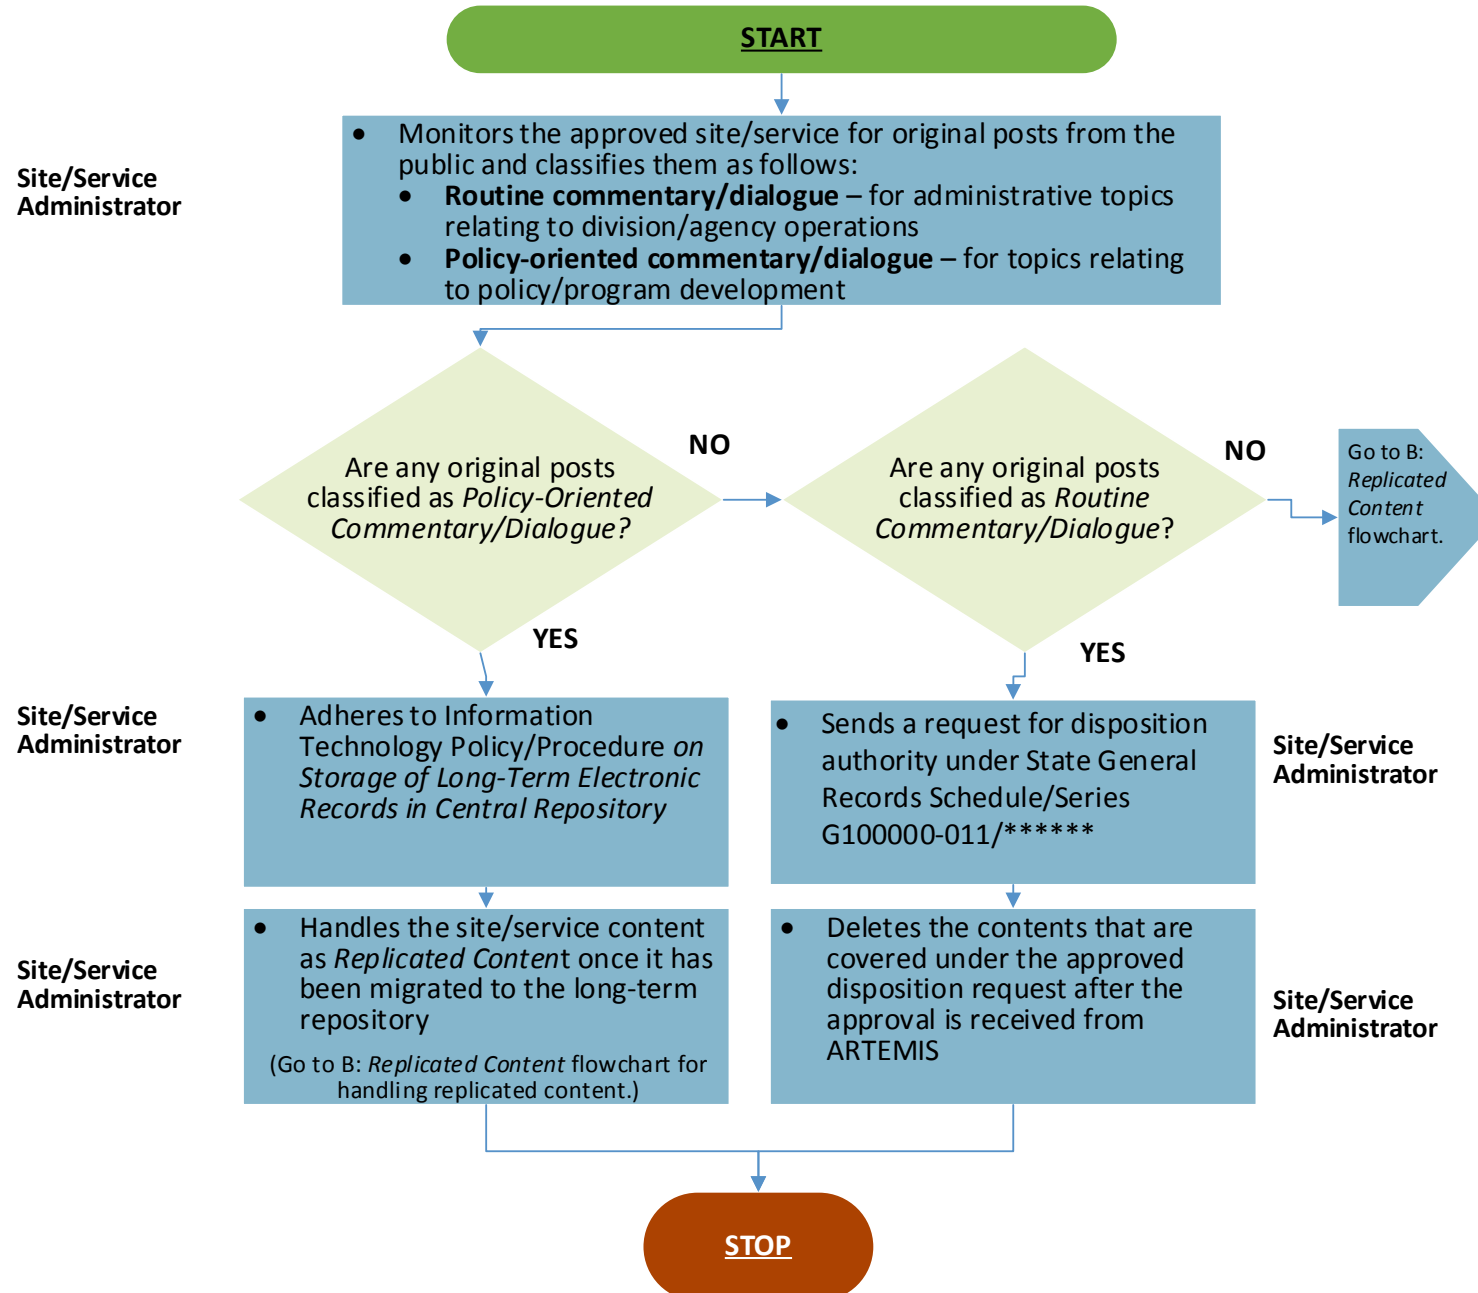 START
Site/Service
Administrator
• Monitors the approved site/service for original posts from the
public and classifies them as follows:
• Routine commentary/dialogue – for administrative topics
relating to division/agency operations
• Policy-oriented commentary/dialogue – for topics relating
to policy/program development
Are any original posts
classified as Policy-Oriented
Commentary/Dialogue?
NO
YES
Are any original posts
classified as Routine
Commentary/Dialogue?
NO
YES
Go to B:
Replicated
Content
flowchart.
Site/Service
Administrator
• Adheres to Information
Technology Policy/Procedure on
Storage of Long-Term Electronic
Records in Central Repository
• Sends a request for disposition
authority under State General
Records Schedule/Series
G100000-011/******
Site/Service
Administrator
Site/Service
Administrator
• Handles the site/service content
as Replicated Content once it has
been migrated to the long-term
repository
(Go to B: Replicated Content flowchart for
handling replicated content.)
• Deletes the contents that are
covered under the approved
disposition request after the
approval is received from
ARTEMIS
Site/Service
Administrator
STOP